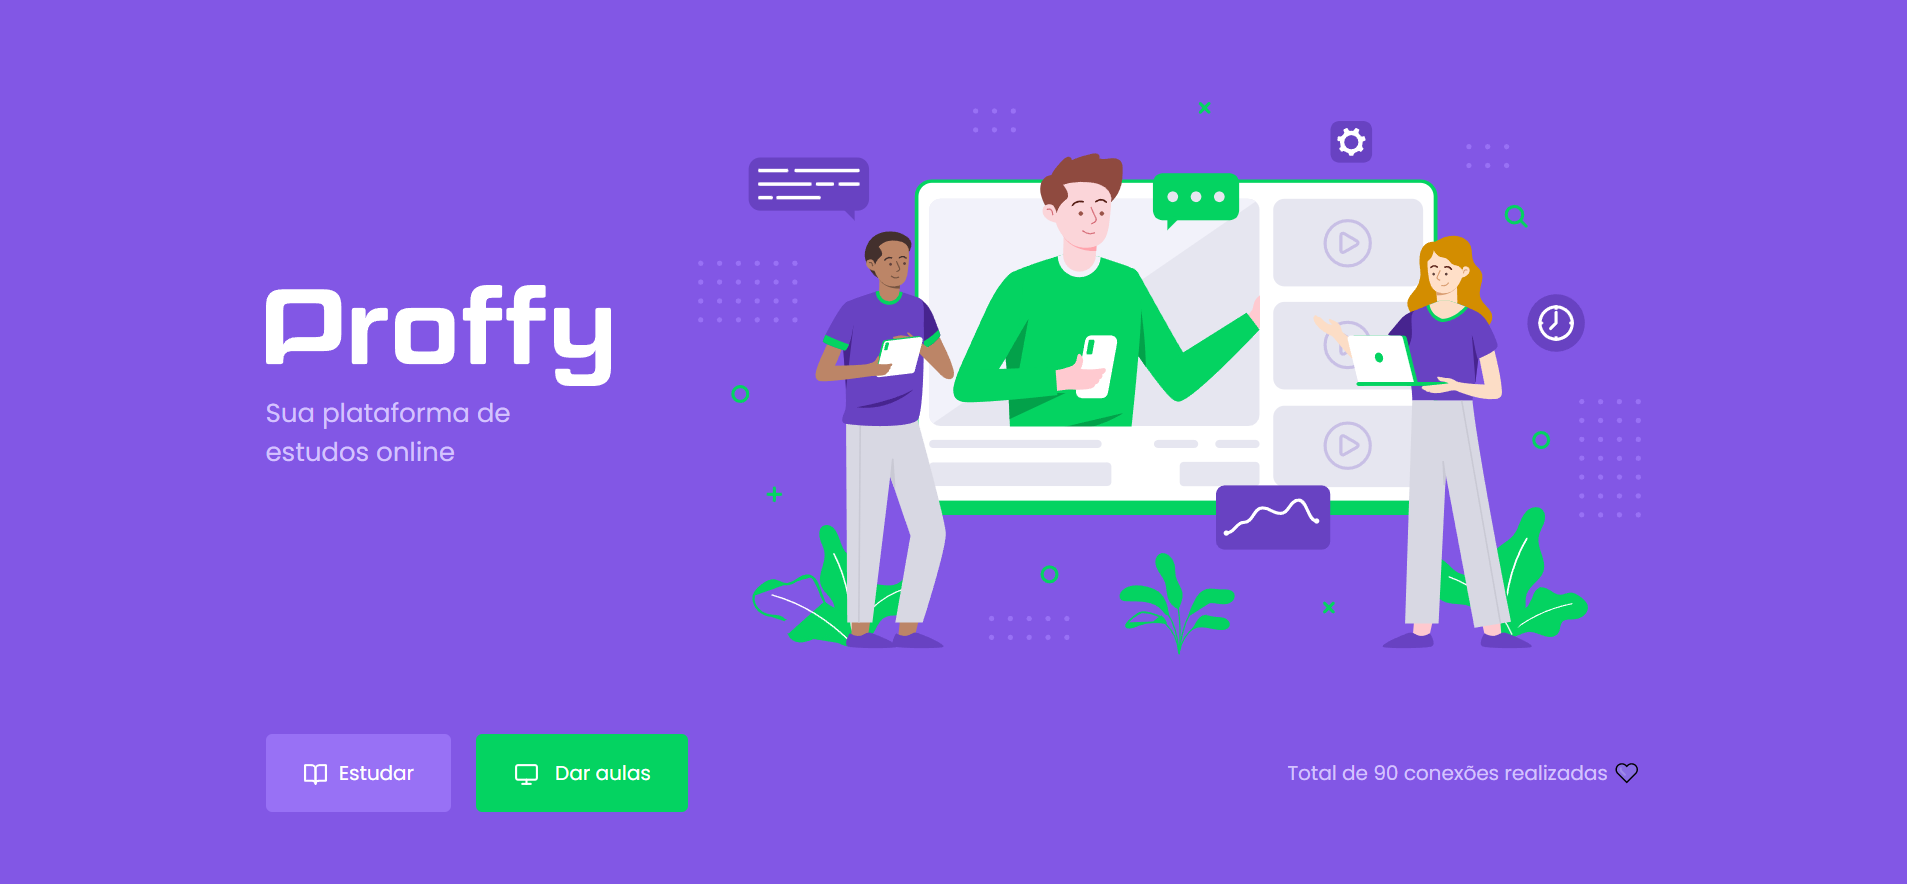 Proffy
Sua plataforma de
estudos online
Estudar
Dar aulas
Total de 90 conexões realizadas